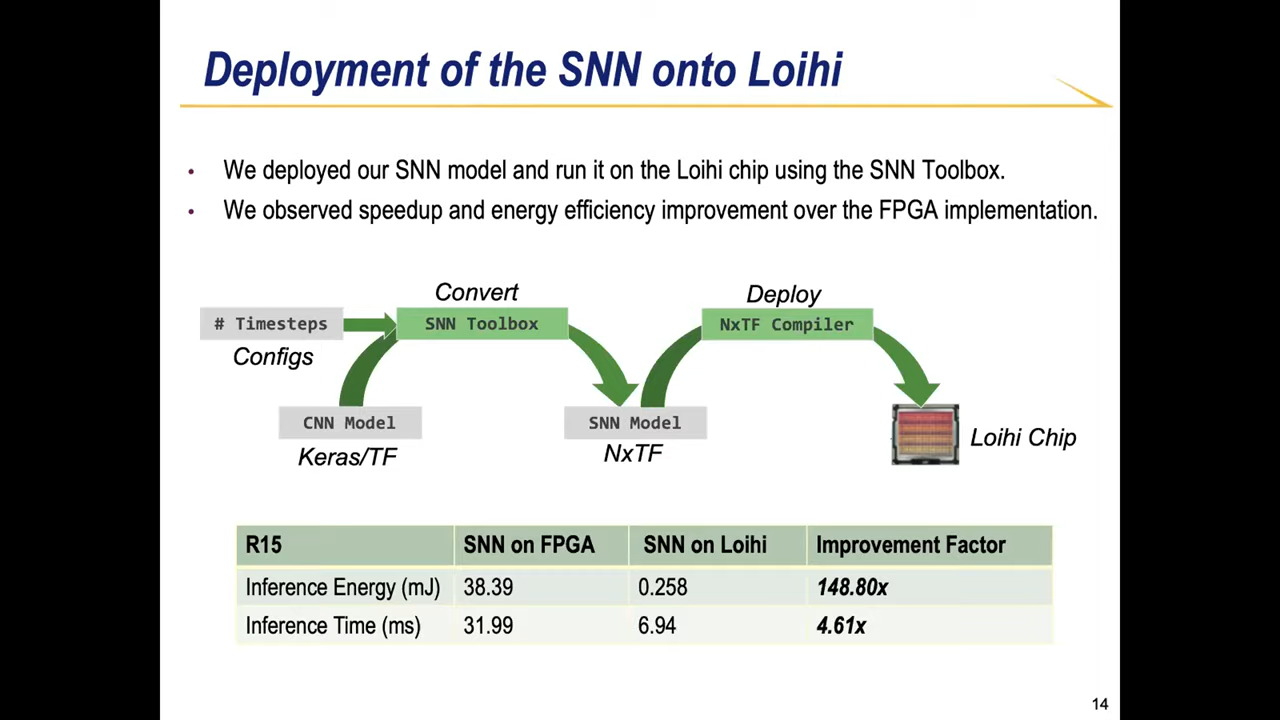 Deployment of the SNN onto Loihi
• We deployed our SNN model and run it on the Loihi chip using the SNN Toolbox.
• We observed speedup and energy efficiency improvement over the FPGA implementation.
Convert
Deploy
# Timesteps
SNN Toolbox
NxTF Compiler
Configs
CNN Model
SNN Model
Loihi Chip
Keras/TF
NxTF
R15 SNN on FPGA SNN on Loihi Improvement Factor
Inference Energy (mJ) 38.39 0.258 148.80x
Inference Time (ms) 31.99 6.94 4.61x
14